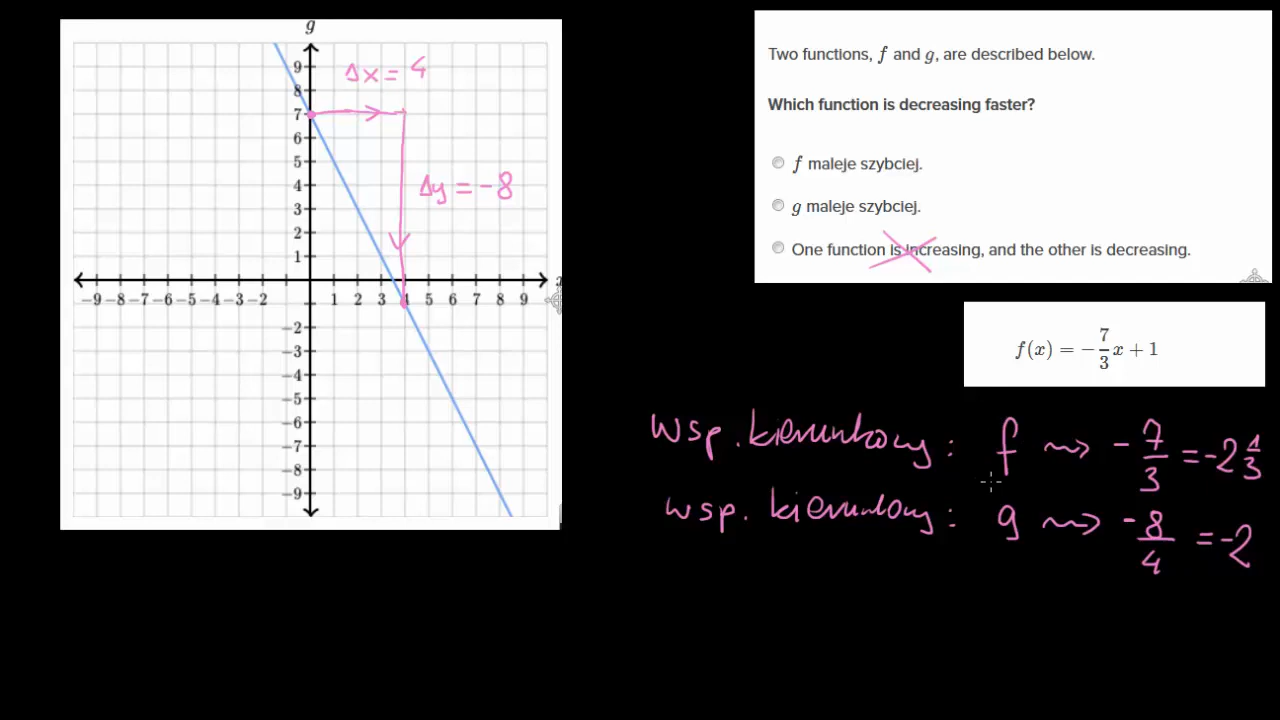 g
Δx = 4
9
8
7
6
5
4
3
2
1
Δy = -8
-9 -8 -7 -6 -5 -4 -3 -2 1 2 3 4 5 6 7 8 9
-2
-3
-4
-5
-6
-7
-8
-9
Two functions, f and g, are described below.
Which function is decreasing faster?
f maleje szybciej.
g maleje szybciej.
One function is increasing, and the other is decreasing.
f(x) = -7/3x + 1
wsp. kierunkowy: f ⇝ -7/3 = -2 1/3
wsp. kierunkowy: g ⇝ -8/4 = -2